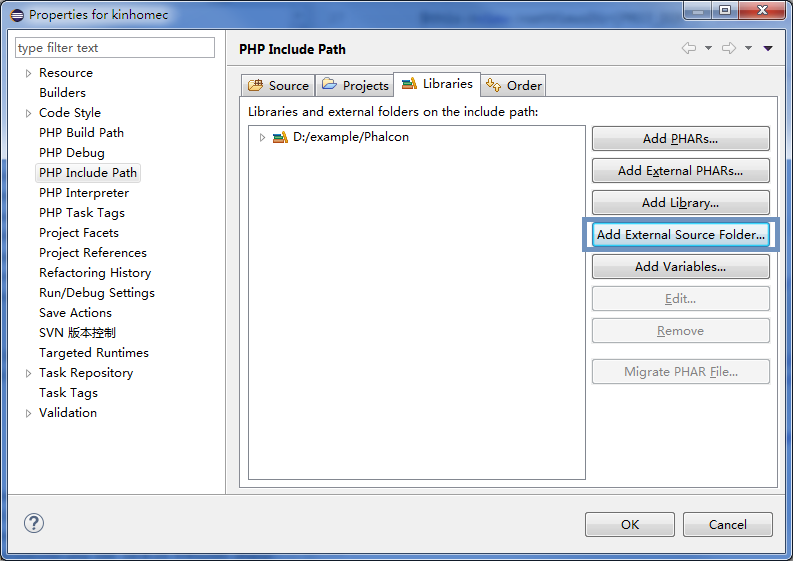 Properties for kinhomec
type filter text
Resource
Builders
Code Style
PHP Build Path
PHP Debug
PHP Include Path
PHP Interpreter
PHP Task Tags
Project Facets
Project References
Refactoring History
Run/Debug Settings
Save Actions
SVN 版本控制
Targeted Runtimes
Task Repository
Task Tags
Validation
PHP Include Path
Source Projects Libraries Order
Libraries and external folders on the include path:
D:/example/Phalcon
Add PHARs...
Add External PHARs...
Add Library...
Add External Source Folder...
Add Variables...
Edit...
Remove
Migrate PHAR File...
?
OK Cancel